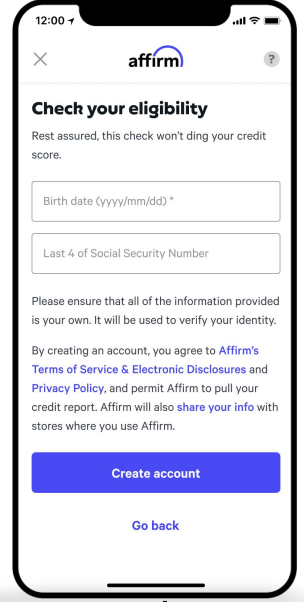 12:00
affirm
?
Check your eligibility
Rest assured, this check won't ding your credit
score.
Birth date (yyyy/mm/dd) *
Last 4 of Social Security Number
Please ensure that all of the information provided
is your own. It will be used to verify your identity.
By creating an account, you agree to Affirm's
Terms of Service & Electronic Disclosures and
Privacy Policy, and permit Affirm to pull your
credit report. Affirm will also share your info with
stores where you use Affirm.
Create account
Go back